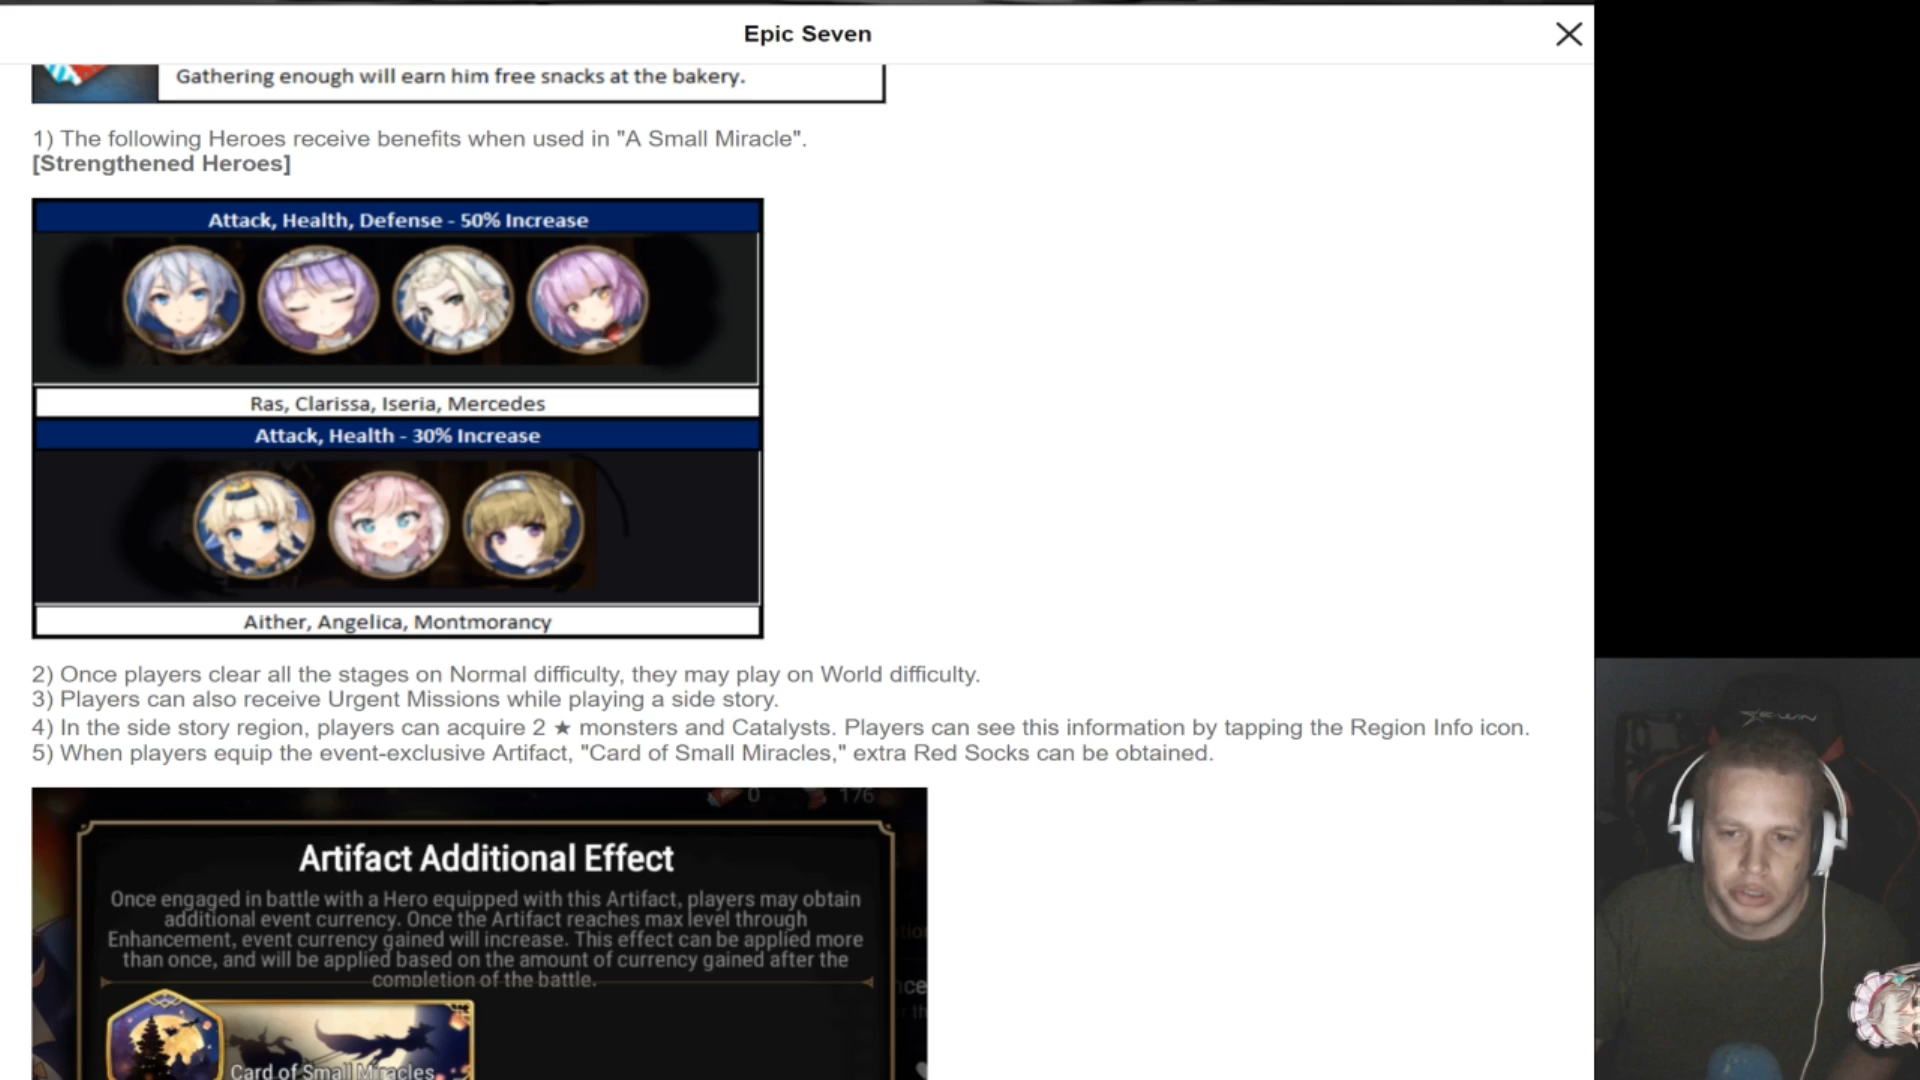 Epic Seven
Gathering enough will earn him free snacks at the bakery.
1) The following Heroes receive benefits when used in "A Small Miracle".
[Strengthened Heroes]
Attack, Health, Defense - 50% Increase
Ras, Clarissa, Iseria, Mercedes
Attack, Health - 30% Increase
Aither, Angelica, Montmorancy
2) Once players clear all the stages on Normal difficulty, they may play on World difficulty.
3) Players can also receive Urgent Missions while playing a side story.
4) In the side story region, players can acquire 2 ★ monsters and Catalysts. Players can see this information by tapping the Region Info icon.
5) When players equip the event-exclusive Artifact, "Card of Small Miracles," extra Red Socks can be obtained.
0 176
Artifact Additional Effect
Once engaged in battle with a Hero equipped with this Artifact, players may obtain
additional event currency. Once the Artifact reaches max level through
Enhancement, event currency gained will increase. This effect can be applied more
than once, and will be applied based on the amount of currency gained after the
completion of the battle.
Card of Small Miracles